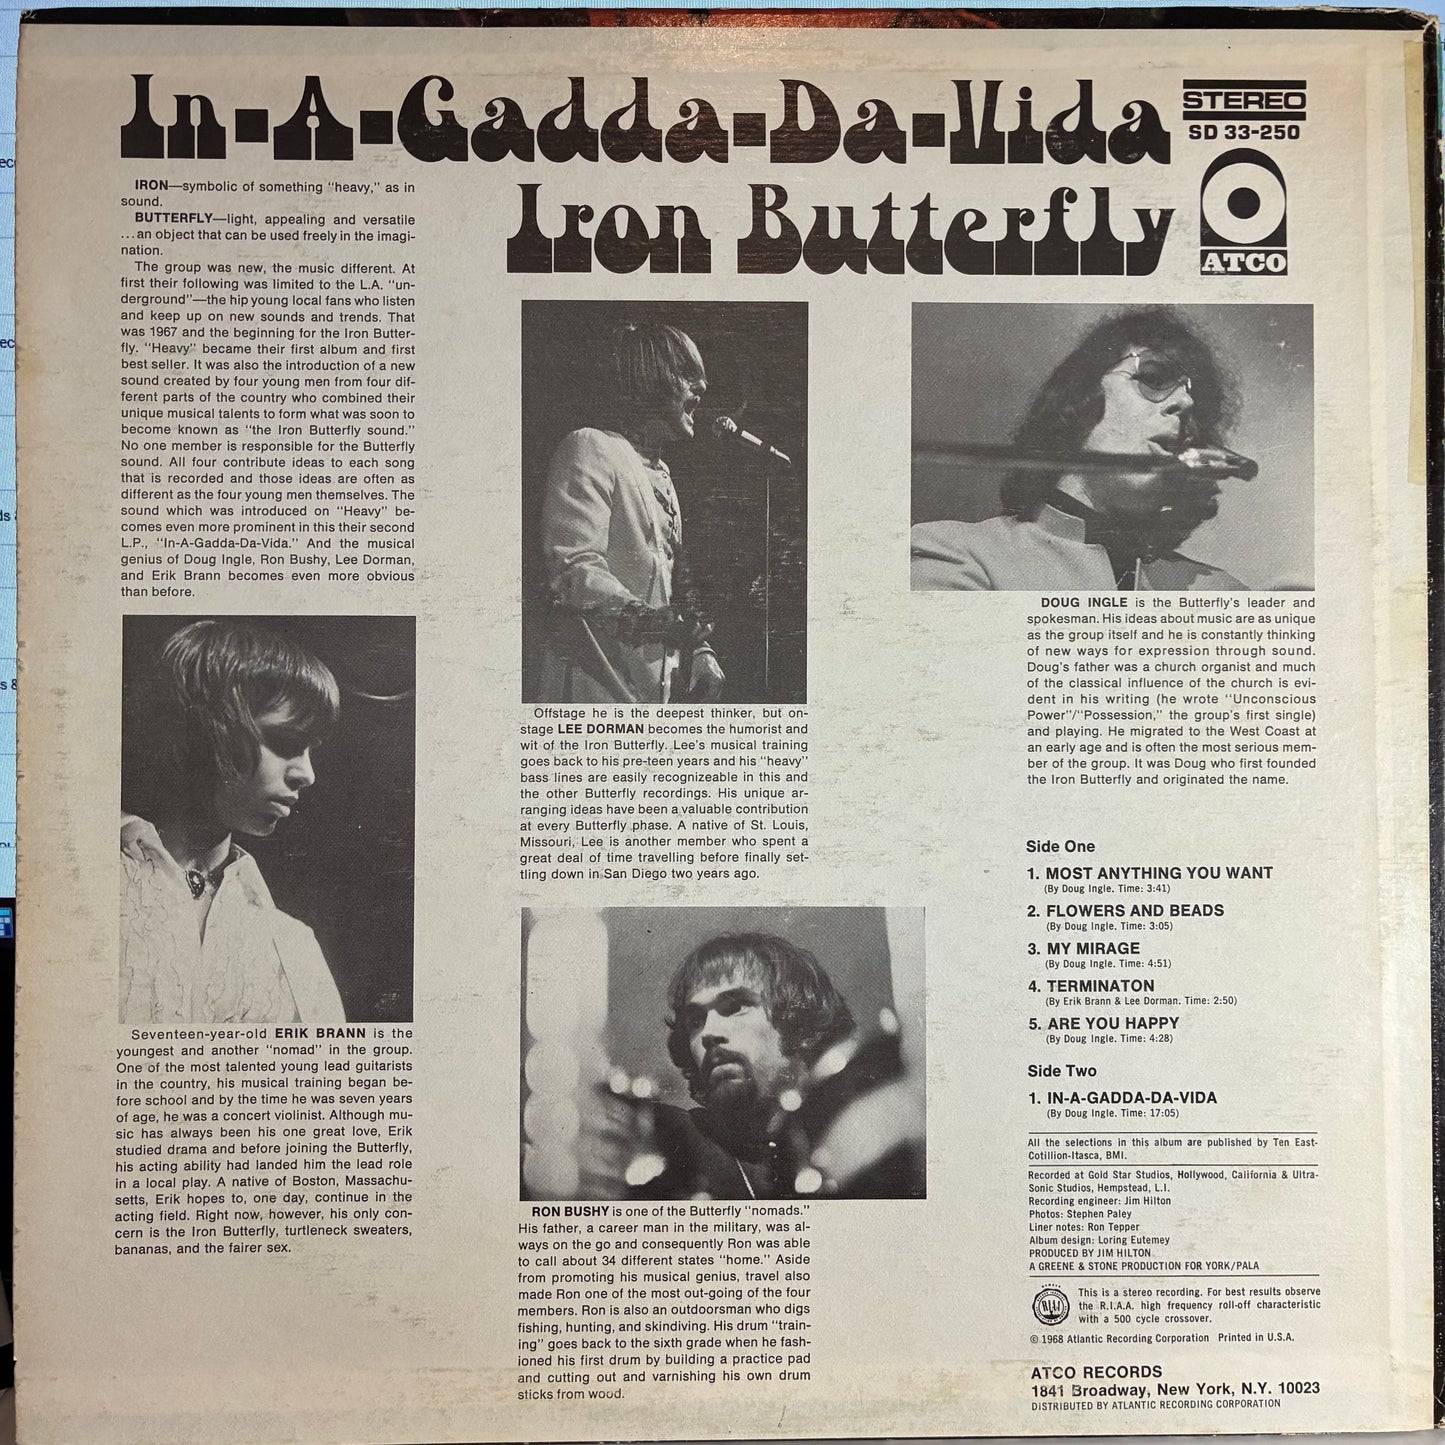 In-A-Gadda-Da-Vida
Iron Butterfly
STEREO
SD 33-250
ATCO
IRON—symbolic of something "heavy," as in
sound.
BUTTERFLY—light, appealing and versatile
...an object that can be used freely in the imagi-
nation.
The group was new, the music different. At
first their following was limited to the L.A. "un-
derground"—the hip young local fans who listen
and keep up on new sounds and trends. That
was 1967 and the beginning for the Iron Butter-
fly. "Heavy" became their first album and first
best seller. It was also the introduction of a new
sound created by four young men from four dif-
ferent parts of the country who combined their
unique musical talents to form what was soon to
become known as "the Iron Butterfly sound."
No one member is responsible for the Butterfly
sound. All four contribute ideas to each song
that is recorded and those ideas are often as
different as the four young men themselves. The
sound which was introduced on "Heavy" be-
comes even more prominent in this their second
L.P., "In-A-Gadda-Da-Vida." And the musical
genius of Doug Ingle, Ron Bushy, Lee Dorman,
and Erik Brann becomes even more obvious
than before.
Seventeen-year-old ERIK BRANN is the
youngest and another "nomad" in the group.
One of the most talented young lead guitarists
in the country, his musical training began be-
fore school and by the time he was seven years
of age, he was a concert violinist. Although mu-
sic has always been his one great love, Erik
studied drama and before joining the Butterfly,
his acting ability had landed him the lead role
in a local play. A native of Boston, Massachu-
setts, Erik hopes to, one day, continue in the
acting field. Right now, however, his only con-
cern is the Iron Butterfly, turtleneck sweaters,
bananas, and the fairer sex.
Offstage he is the deepest thinker, but on-
stage LEE DORMAN becomes the humorist and
wit of the Iron Butterfly. Lee's musical training
goes back to his pre-teen years and his "heavy"
bass lines are easily recognizeable in this and
the other Butterfly recordings. His unique ar-
ranging ideas have been a valuable contribution
at every Butterfly phase. A native of St. Louis,
Missouri, Lee is another member who spent a
great deal of time travelling before finally set-
tling down in San Diego two years ago.
RON BUSHY is one of the Butterfly "nomads."
His father, a career man in the military, was al-
ways on the go and consequently Ron was able
to call about 34 different states "home." Aside
from promoting his musical genius, travel also
made Ron one of the most out-going of the four
members. Ron is also an outdoorsman who digs
fishing, hunting, and skindiving. His drum "train-
ing" goes back to the sixth grade when he fash-
ioned his first drum by building a practice pad
and cutting out and varnishing his own drum
sticks from wood.
DOUG INGLE is the Butterfly's leader and
spokesman. His ideas about music are as unique
as the group itself and he is constantly thinking
of new ways for expression through sound.
Doug's father was a church organist and much
of the classical influence of the church is evi-
dent in his writing (he wrote "Unconscious
Power"/"Possession," the group's first single)
and playing. He migrated to the West Coast at
an early age and is often the most serious mem-
ber of the group. It was Doug who first founded
the Iron Butterfly and originated the name.
Side One
1. MOST ANYTHING YOU WANT
(By Doug Ingle. Time: 3:41)
2. FLOWERS AND BEADS
(By Doug Ingle. Time: 3:05)
3. MY MIRAGE
(By Doug Ingle. Time: 4:51)
4. TERMINATON
(By Erik Brann & Lee Dorman. Time: 2:50)
5. ARE YOU HAPPY
(By Doug Ingle. Time: 4:28)
Side Two
1. IN-A-GADDA-DA-VIDA
(By Doug Ingle. Time: 17:05)
All the selections in this album are published by Ten East-
Cotillion-Itasca, BMI.
Recorded at Gold Star Studios, Hollywood, California & Ultra-
Sonic Studios, Hempstead, L.I.
Recording engineer: Jim Hilton
Photos: Stephen Paley
Liner notes: Ron Tepper
Album design: Loring Eutemey
PRODUCED BY JIM HILTON
A GREENE & STONE PRODUCTION FOR YORK/PALA
RIAA
This is a stereo recording. For best results observe
the R.I.A.A. high frequency roll-off characteristic
with a 500 cycle crossover.
© 1968 Atlantic Recording Corporation Printed in U.S.A.
ATCO RECORDS
1841 Broadway, New York, N.Y. 10023
DISTRIBUTED BY ATLANTIC RECORDING CORPORATION